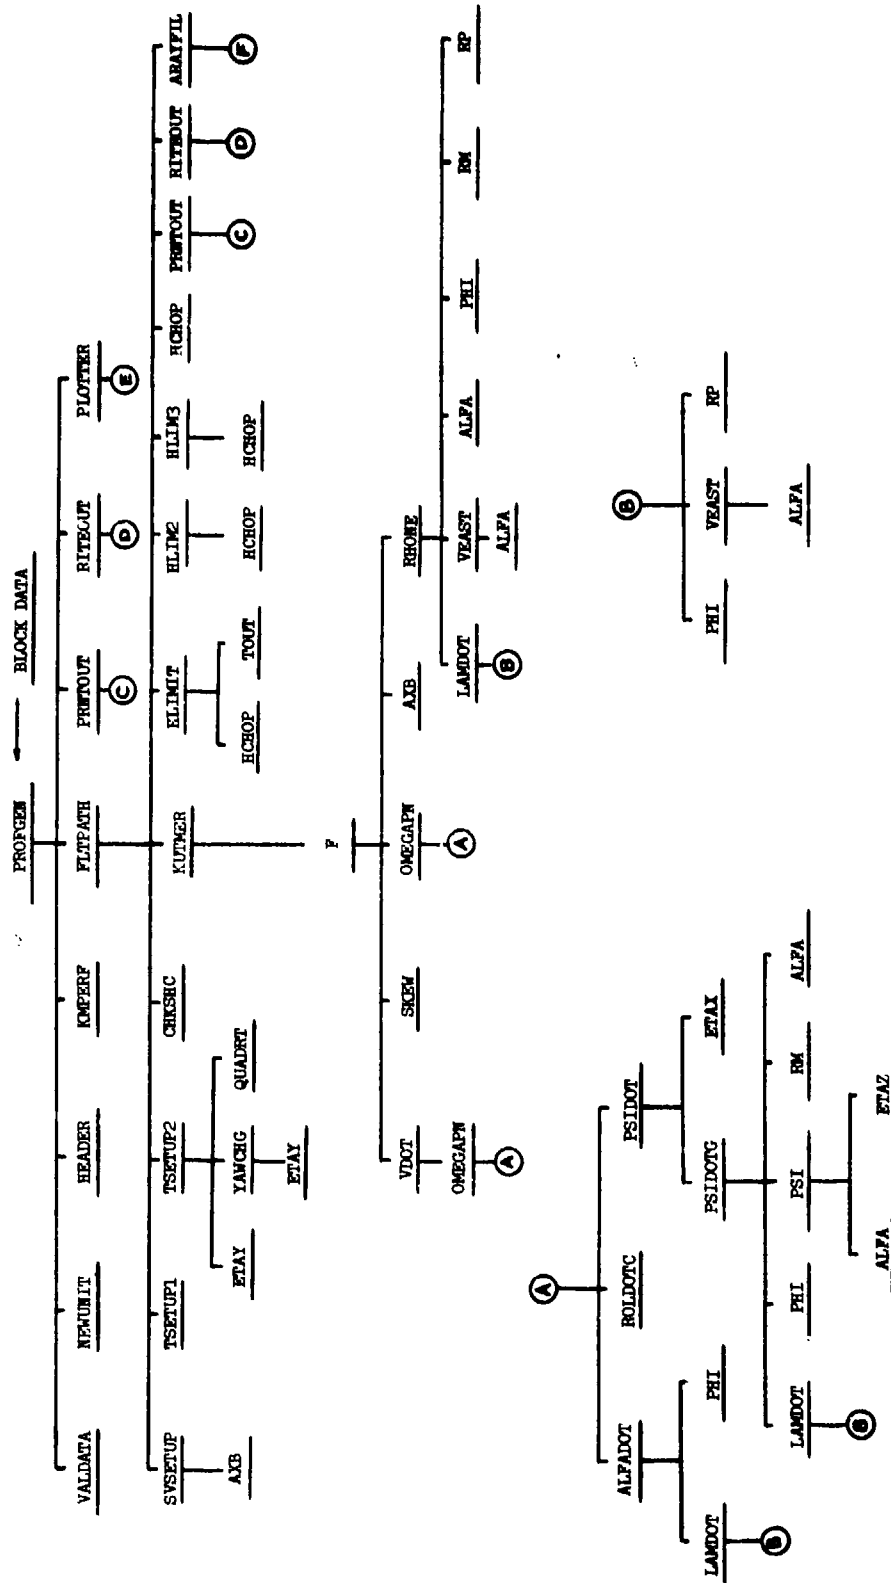 PROFGEN BLOCK DATA
VALDATA NEWUNIT HEADER KMPERF FLTPATH PRNTOUT RITEOUT PLOTTER
C D E
SVSETUP TSETUP1 TSETUP2 CHKSHC KUTMER ELIMIT HLIM2 HLIM3 HCHOP PRNTOUT RITEOUT ARAYFIL
AXB ETAY YAWCHG QUADRT HCHOP TOUT HCHOP HCHOP C D F
ETAY
F
VDOT SKEW OMEGAPN AXB RHONE
OMEGAPN A A LAMDOT VEAST ALFA PHI RM RP
A B ALFA
A
ALFADOT ROLDOTC PSIDOT
LAMDOT PHI PSIDOTG ETAX
B LAMDOT PHI PSI RM ALFA
B ALFA ETAZ
B
PHI VEAST RP
ALFA